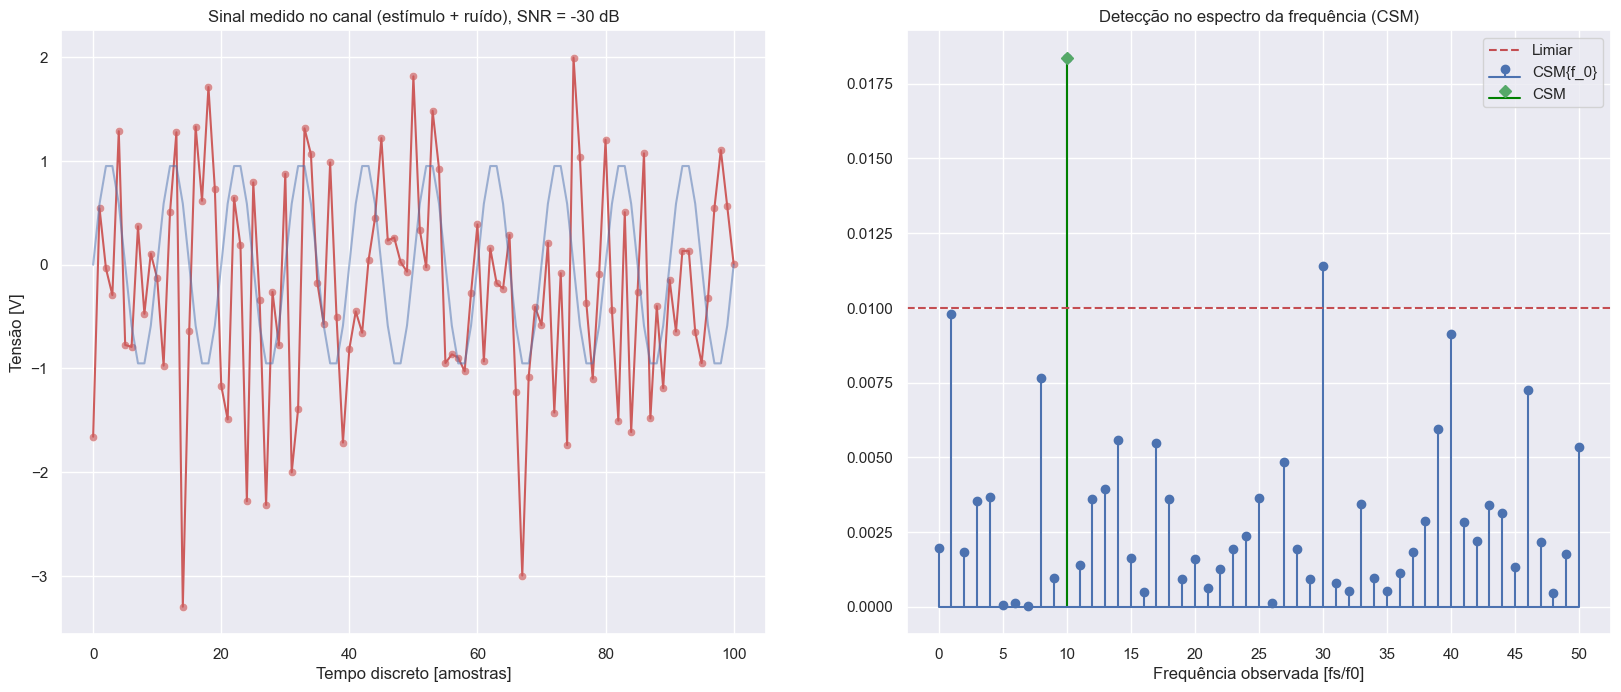 Sinal medido no canal (estímulo + ruído), SNR = -30 dB
Tensão [V]
2
1
0
−1
−2
−3
0 20 40 60 80 100
Tempo discreto [amostras]
Detecção no espectro da frequência (CSM)
Limiar
CSM{f_0}
CSM
0.0175
0.0150
0.0125
0.0100
0.0075
0.0050
0.0025
0.0000
0 5 10 15 20 25 30 35 40 45 50
Frequência observada [fs/f0]